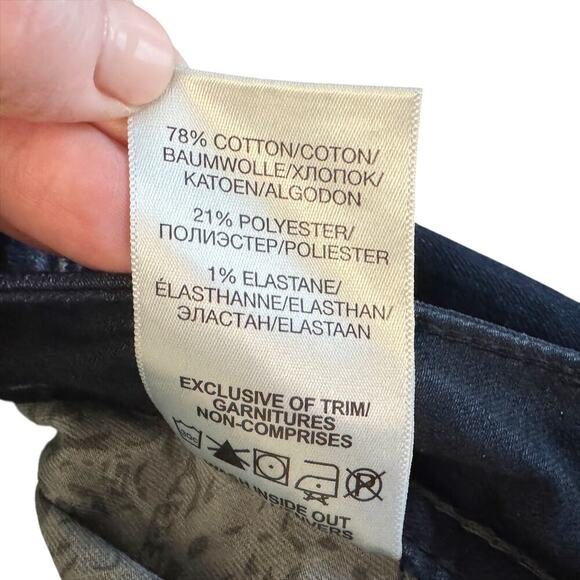 78% COTTON/COTON/
BAUMWOLLE/ХЛОПОК/
KATOEN/ALGODON
21% POLYESTER/
ПОЛИЭСТЕР/POLIESTER
1% ELASTANE/
ÉLASTHANNE/ELASTHAN/
ЭЛАСТАН/ELASTAAN
EXCLUSIVE OF TRIM/
GARNITURES
NON-COMPRISES
INSIDE OUT